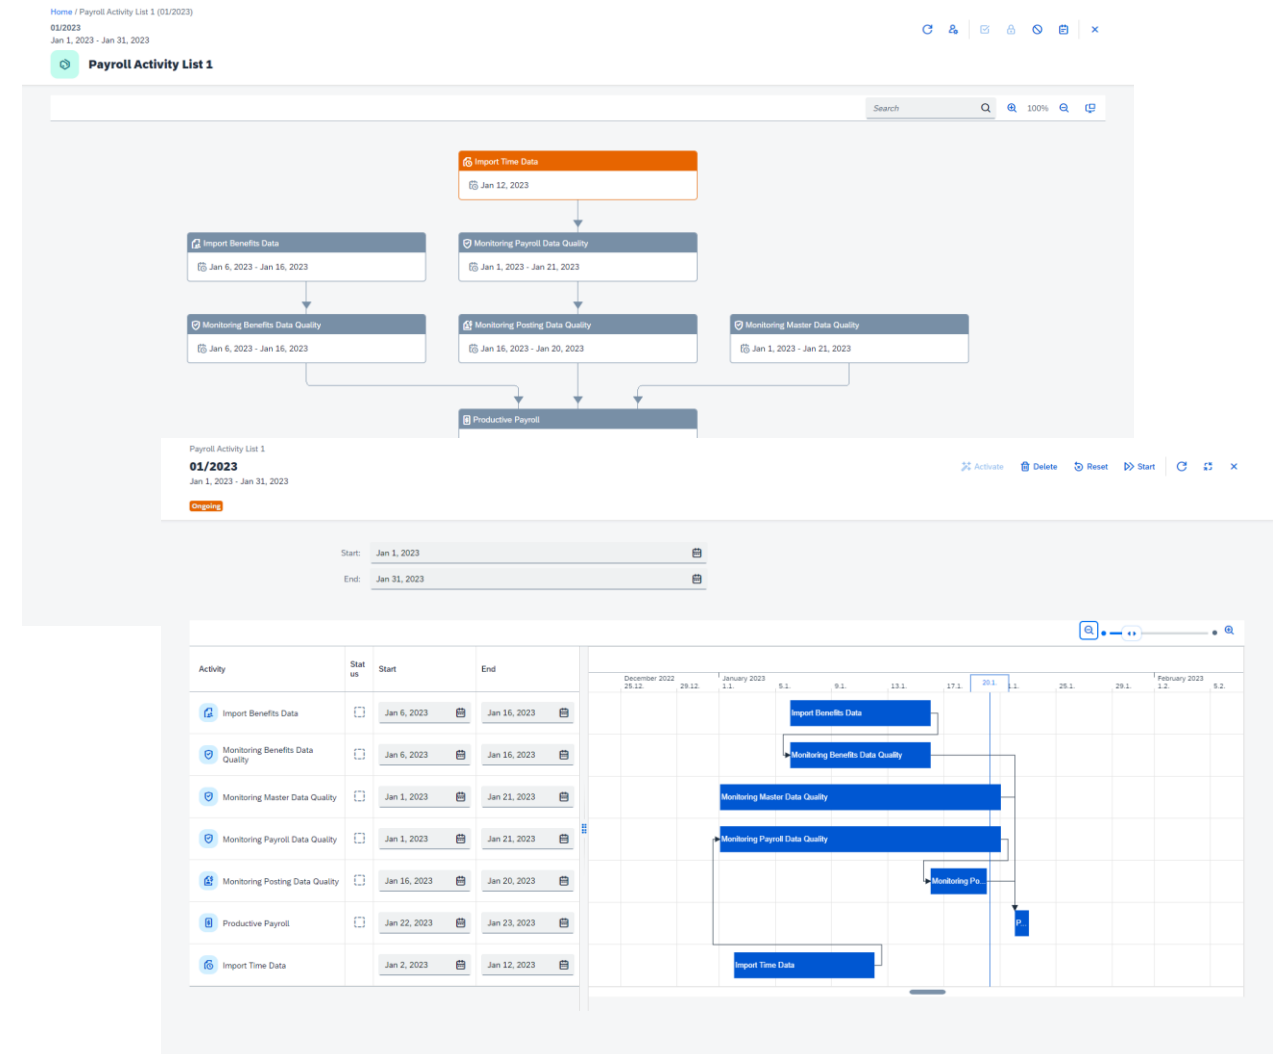 Home / Payroll Activity List 1 (01/2023)
01/2023
Jan 1, 2023 - Jan 31, 2023
Payroll Activity List 1
Search
100%
Import Time Data
Jan 12, 2023
Import Benefits Data
Monitoring Payroll Data Quality
Jan 6, 2023 - Jan 16, 2023
Jan 1, 2023 - Jan 21, 2023
Monitoring Benefits Data Quality
Monitoring Posting Data Quality
Monitoring Master Data Quality
Jan 6, 2023 - Jan 16, 2023
Jan 16, 2023 - Jan 20, 2023
Jan 1, 2023 - Jan 21, 2023
Productive Payroll
Payroll Activity List 1
01/2023
Jan 1, 2023 - Jan 31, 2023
Ongoing
Activate
Delete
Reset
Start
Start:
Jan 1, 2023
End:
Jan 31, 2023
Activity
Stat
us
Start
End
December 2022
January 2023
February 2023
25.12.
29.12.
1.1.
5.1.
9.1.
13.1.
17.1.
20.1.
1.1.
25.1.
29.1.
1.2.
5.2.
Import Benefits Data
Jan 6, 2023
Jan 16, 2023
Import Benefits Data
Monitoring Benefits Data
Quality
Jan 6, 2023
Jan 16, 2023
Monitoring Benefits Data Quality
Monitoring Master Data Quality
Jan 1, 2023
Jan 21, 2023
Monitoring Master Data Quality
Monitoring Payroll Data Quality
Jan 1, 2023
Jan 21, 2023
Monitoring Payroll Data Quality
Monitoring Posting Data Quality
Jan 16, 2023
Jan 20, 2023
Monitoring Po...
Productive Payroll
Jan 22, 2023
Jan 23, 2023
P...
Import Time Data
Jan 2, 2023
Jan 12, 2023
Import Time Data